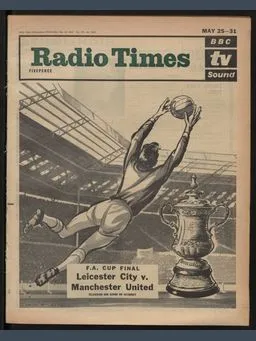 MAY 25–31
BBC
tv
Sound
Radio Times
FIVEPENCE
F.A. CUP FINAL
Leicester City v.
Manchester United